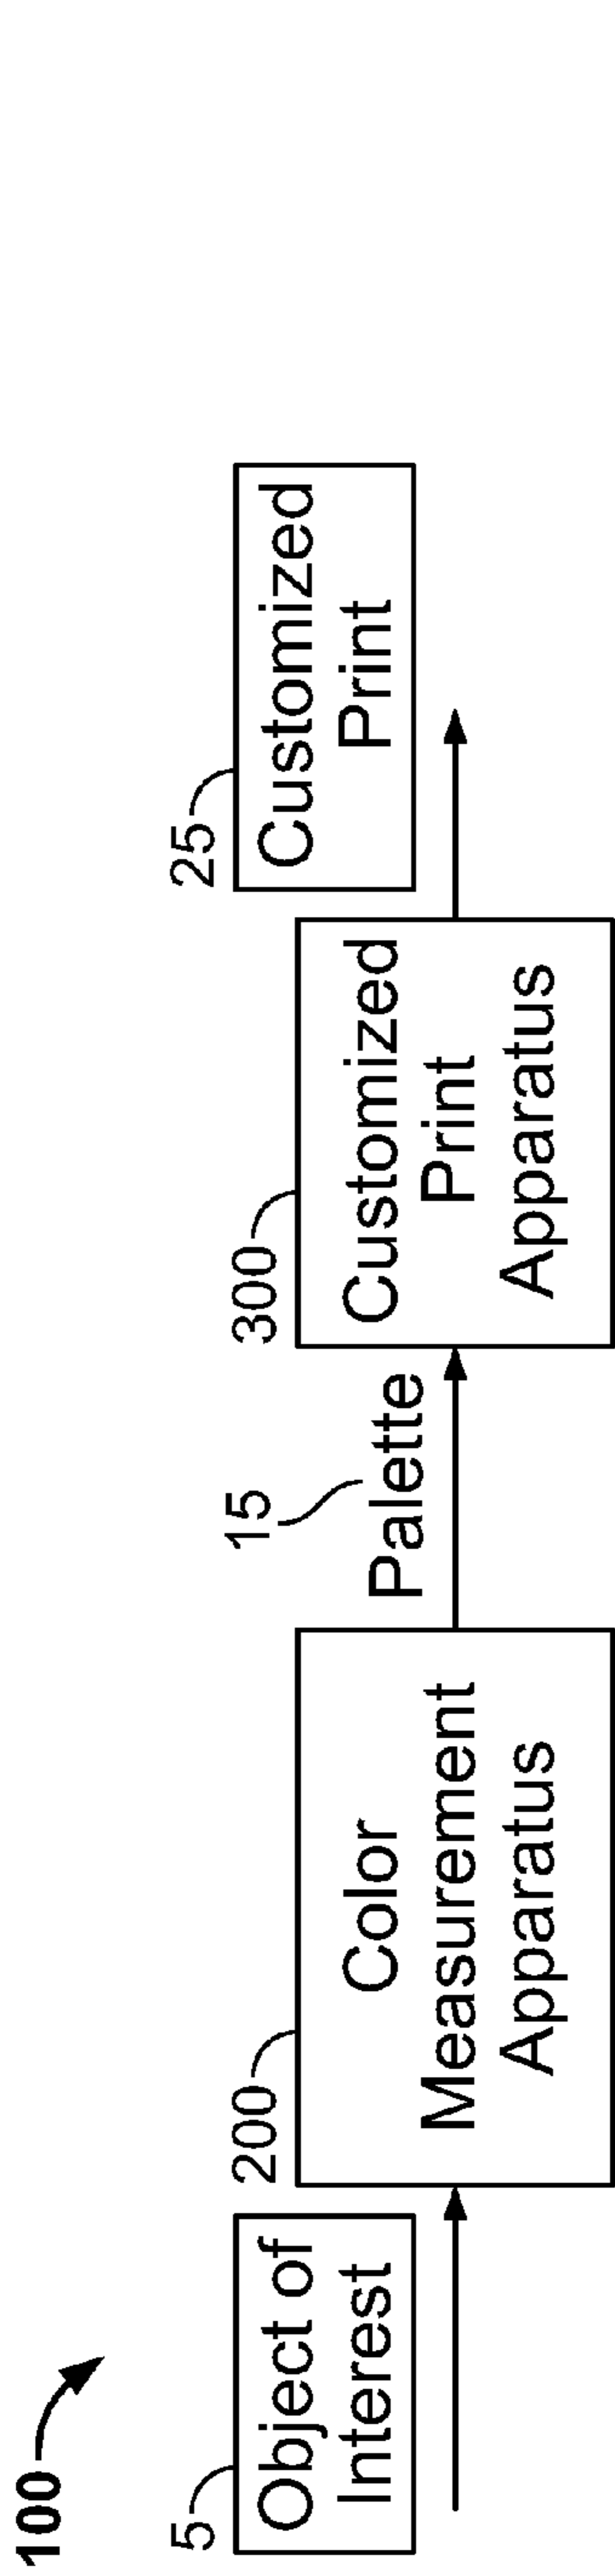 100
5
Object of
Interest
200
Color
Measurement
Apparatus
15
Palette
300
Customized
Print
Apparatus
25
Customized
Print